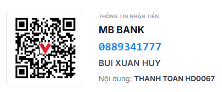 THÔNG TIN NHẬN TIỀN
MB BANK
0889341777
BUI XUAN HUY
Nội dung: THANH TOAN HD0067